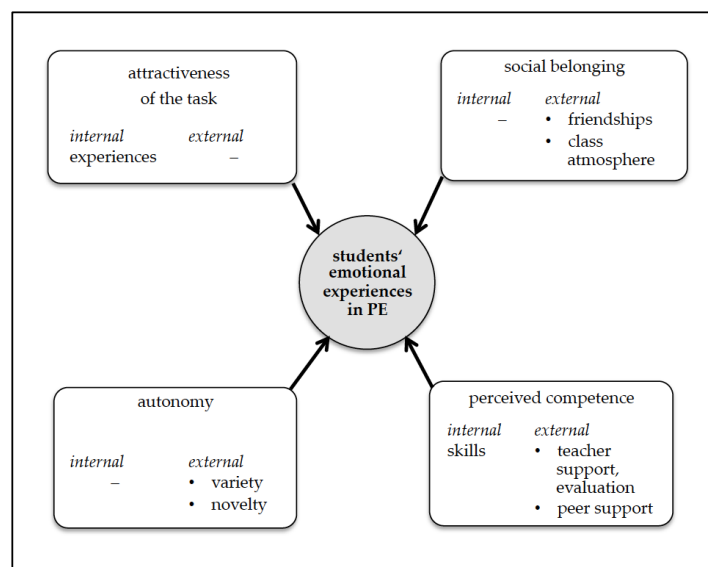 attractiveness
of the task
internal external
experiences –
social belonging
internal external
– • friendships
• class
atmosphere
students‘
emotional
experiences
in PE
autonomy
internal external
– • variety
• novelty
perceived competence
internal external
skills • teacher
support,
evaluation
• peer support